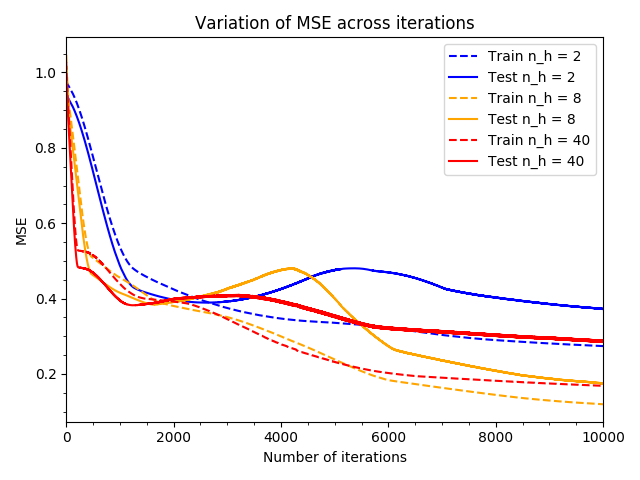 Variation of MSE across iterations
Train n_h = 2
Test n_h = 2
Train n_h = 8
Test n_h = 8
Train n_h = 40
Test n_h = 40
MSE
1.0
0.8
0.6
0.4
0.2
0 2000 4000 6000 8000 10000
Number of iterations